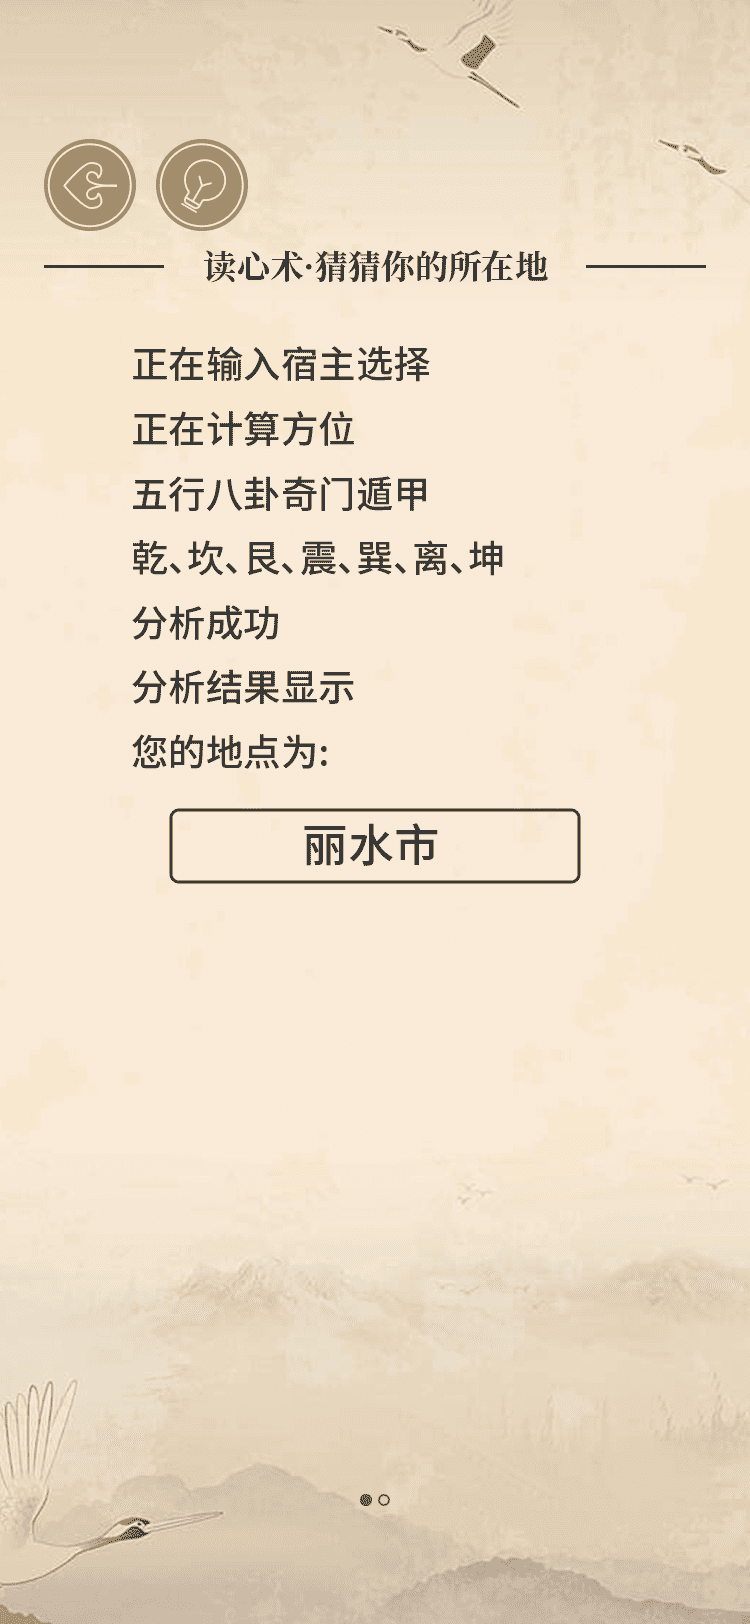 读心术·猜猜你的所在地
正在输入宿主选择
正在计算方位
五行八卦奇门遁甲
乾、坎、艮、震、巽、离、坤
分析成功
分析结果显示
您的地点为:
丽水市